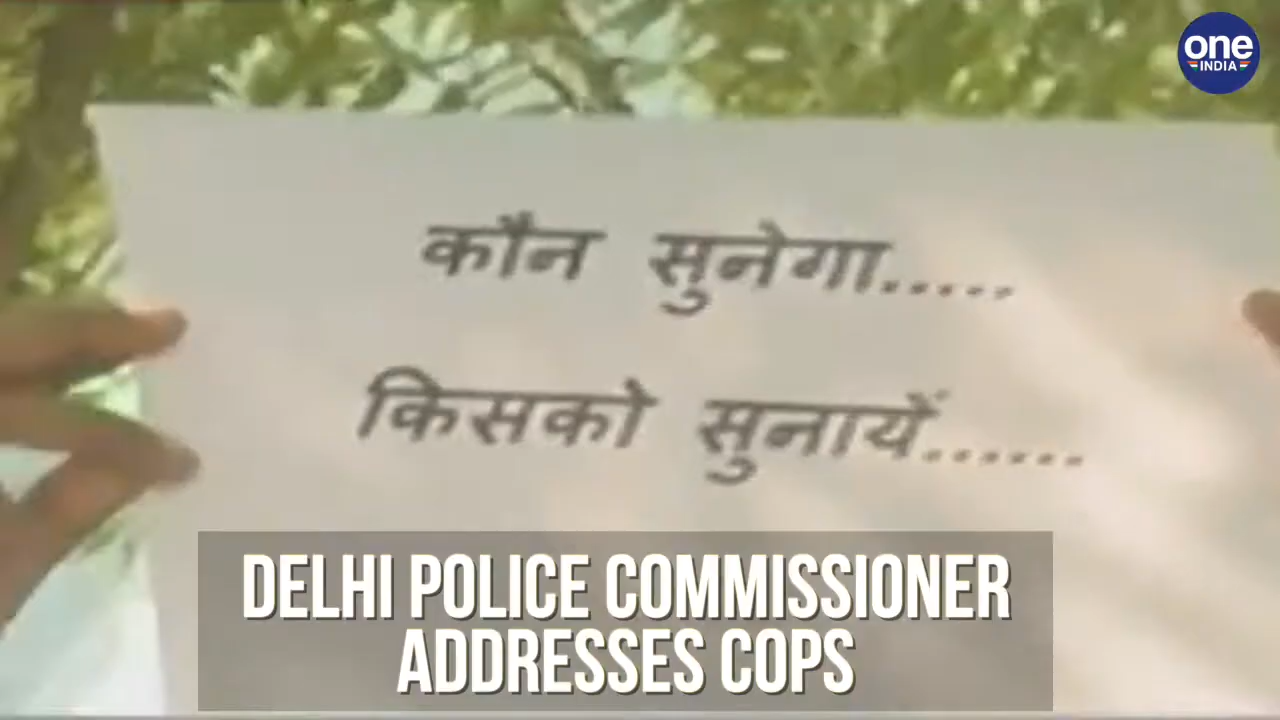 one
INDIA
कौन सुनेगा.....
किसको सुनायें......
DELHI POLICE COMMISSIONER
ADDRESSES COPS